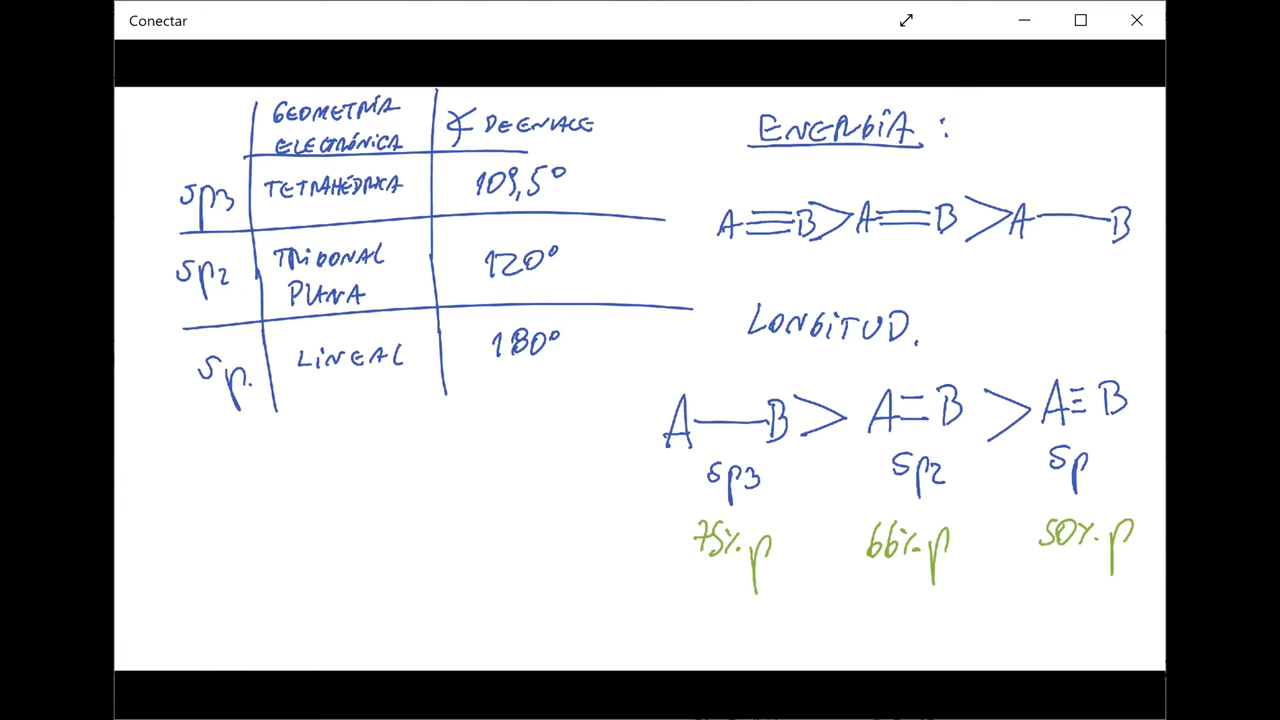 Conectar
GEOMETRÍA
ELECTRÓNICA
∡ DE ENLACE
sp3 TETRAHÉDRICA 109,5°
sp2 TRIGONAL
PLANA 120°
sp. LINEAL 180°
ENERGÍA :
A≡B > A=B > A—B
LONGITUD.
A—B > A=B > A≡B
sp3 sp2 sp
75%.p 66%.p 50%.p